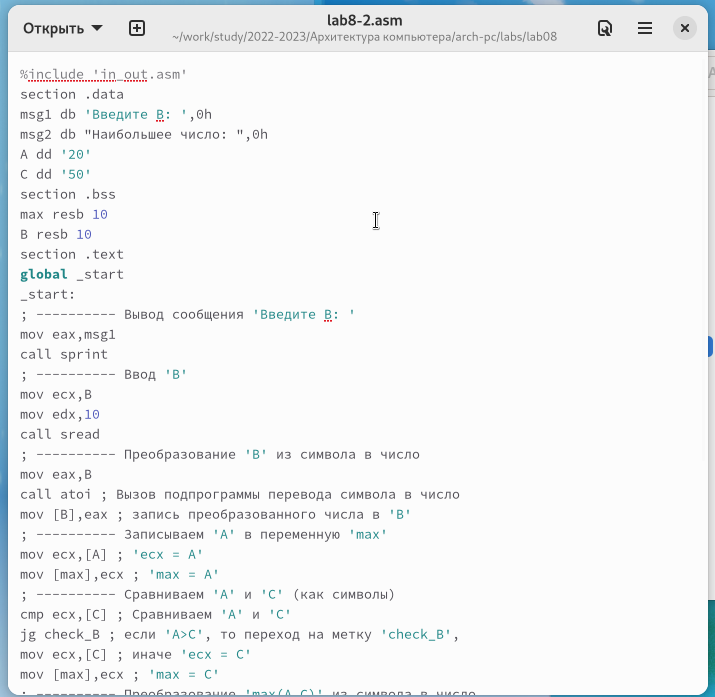 Открыть
lab8-2.asm
~/work/study/2022-2023/Архитектура компьютера/arch-pc/labs/lab08
%include 'in_out.asm'
section .data
msg1 db 'Введите B: ',0h
msg2 db "Наибольшее число: ",0h
A dd '20'
C dd '50'
section .bss
max resb 10
B resb 10
section .text
global _start
_start:
; ---------- Вывод сообщения 'Введите B: '
mov eax,msg1
call sprint
; ---------- Ввод 'B'
mov ecx,B
mov edx,10
call sread
; ---------- Преобразование 'B' из символа в число
mov eax,B
call atoi ; Вызов подпрограммы перевода символа в число
mov [B],eax ; запись преобразованного числа в 'B'
; ---------- Записываем 'A' в переменную 'max'
mov ecx,[A] ; 'ecx = A'
mov [max],ecx ; 'max = A'
; ---------- Сравниваем 'A' и 'C' (как символы)
cmp ecx,[C] ; Сравниваем 'A' и 'C'
jg check_B ; если 'A>C', то переход на метку 'check_B',
mov ecx,[C] ; иначе 'ecx = C'
mov [max],ecx ; 'max = C'
; ---------- Преобразование 'max(A,C)' из символа в число